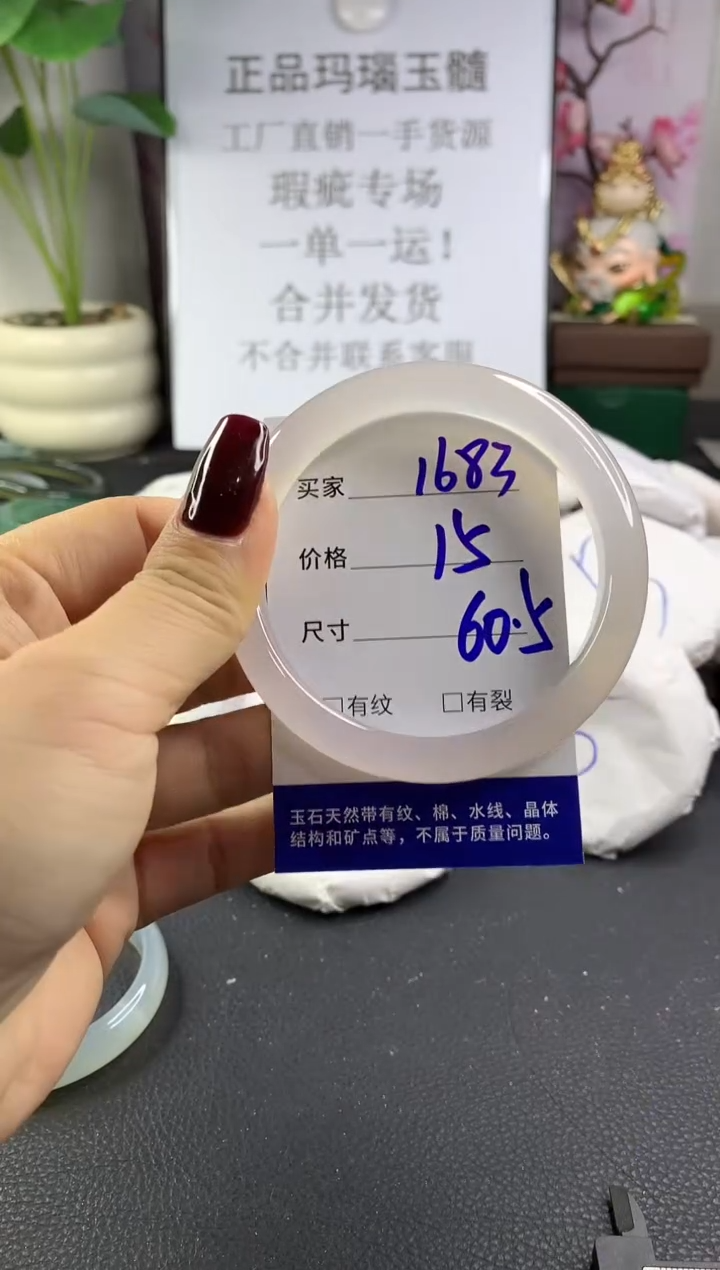 正品玛瑙玉髓
工厂直销一手货源
瑕疵专场
一单一运！
合并发货
不合并联系客服
买家 1683
价格 15
尺寸 60.5
□有纹 □有裂
玉石天然带有纹、棉、水线、晶体
结构和矿点等，不属于质量问题。